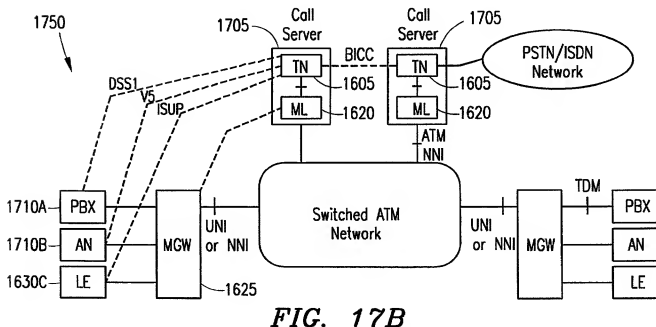 1750
1705
Call
Server
Call
Server
1705
DSS1
V5
ISUP
TN
BICC
TN
PSTN/ISDN
Network
1605
1605
ML
1620
ML
1620
ATM
NNI
1710A
PBX
1710B
AN
1630C
LE
MGW
UNI
or NNI
1625
Switched ATM
Network
UNI
or NNI
MGW
TDM
PBX
AN
LE
FIG. 17B